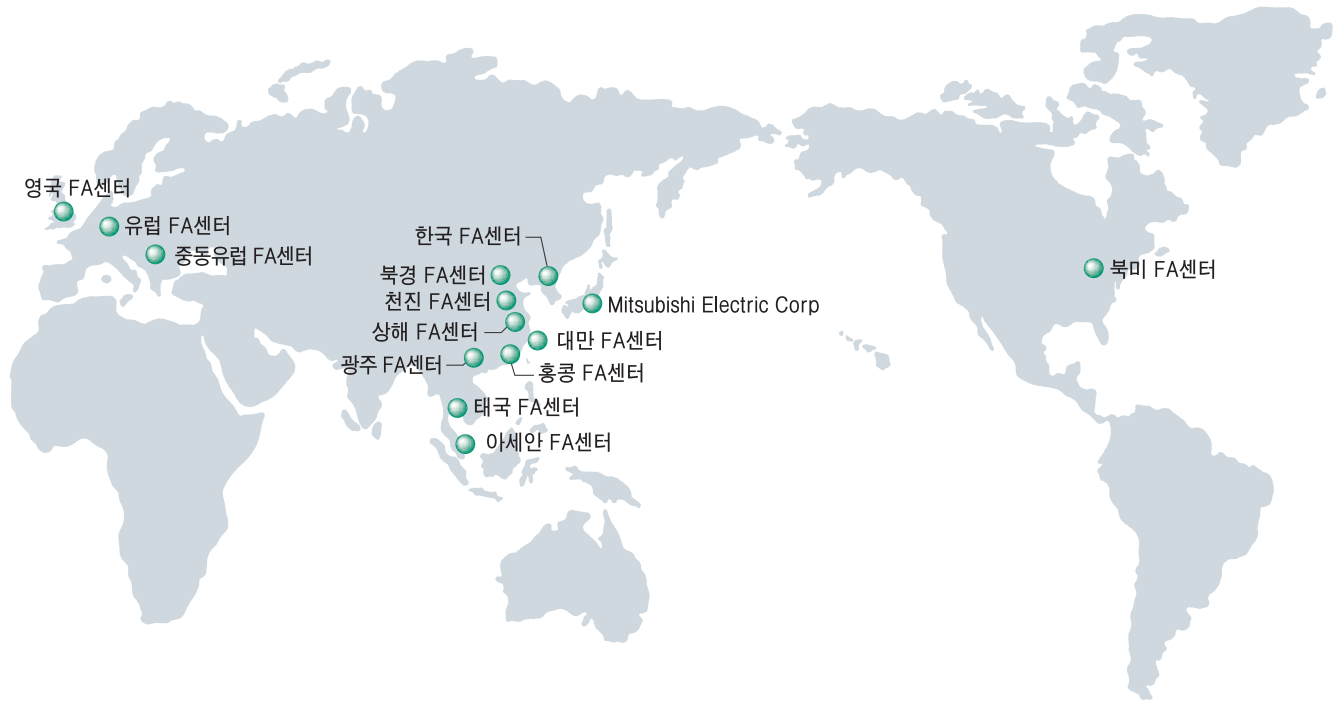 영국 FA센터
유럽 FA센터
중동유럽 FA센터
한국 FA센터
북경 FA센터
천진 FA센터
상해 FA센터
광주 FA센터
Mitsubishi Electric Corp
대만 FA센터
홍콩 FA센터
태국 FA센터
아세안 FA센터
북미 FA센터